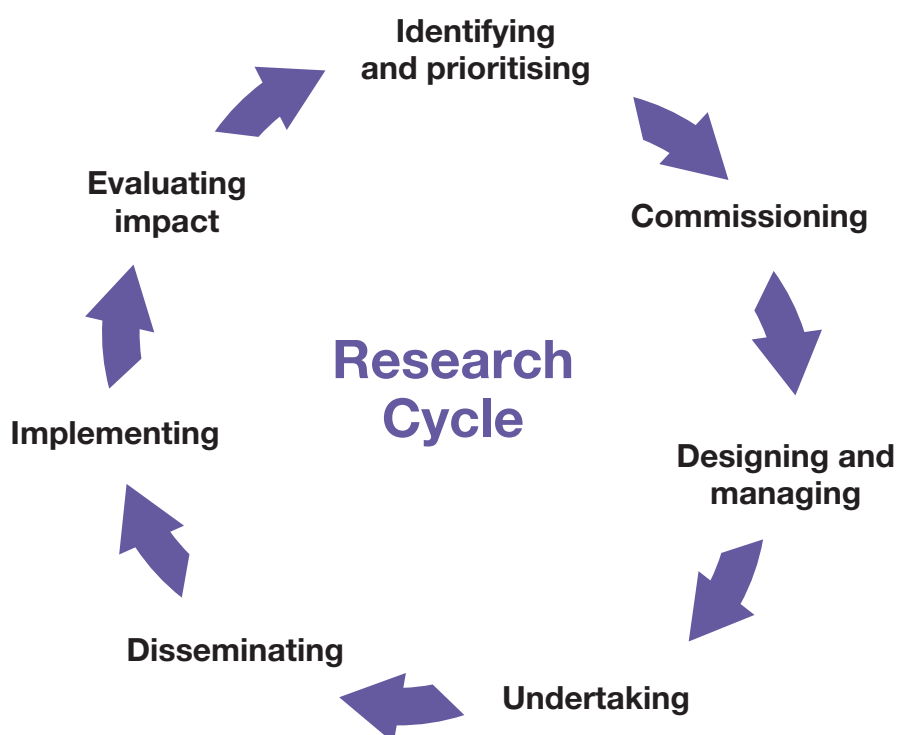 Identifying
and prioritising
Commissioning
Designing and
managing
Undertaking
Disseminating
Implementing
Evaluating
impact
Research
Cycle